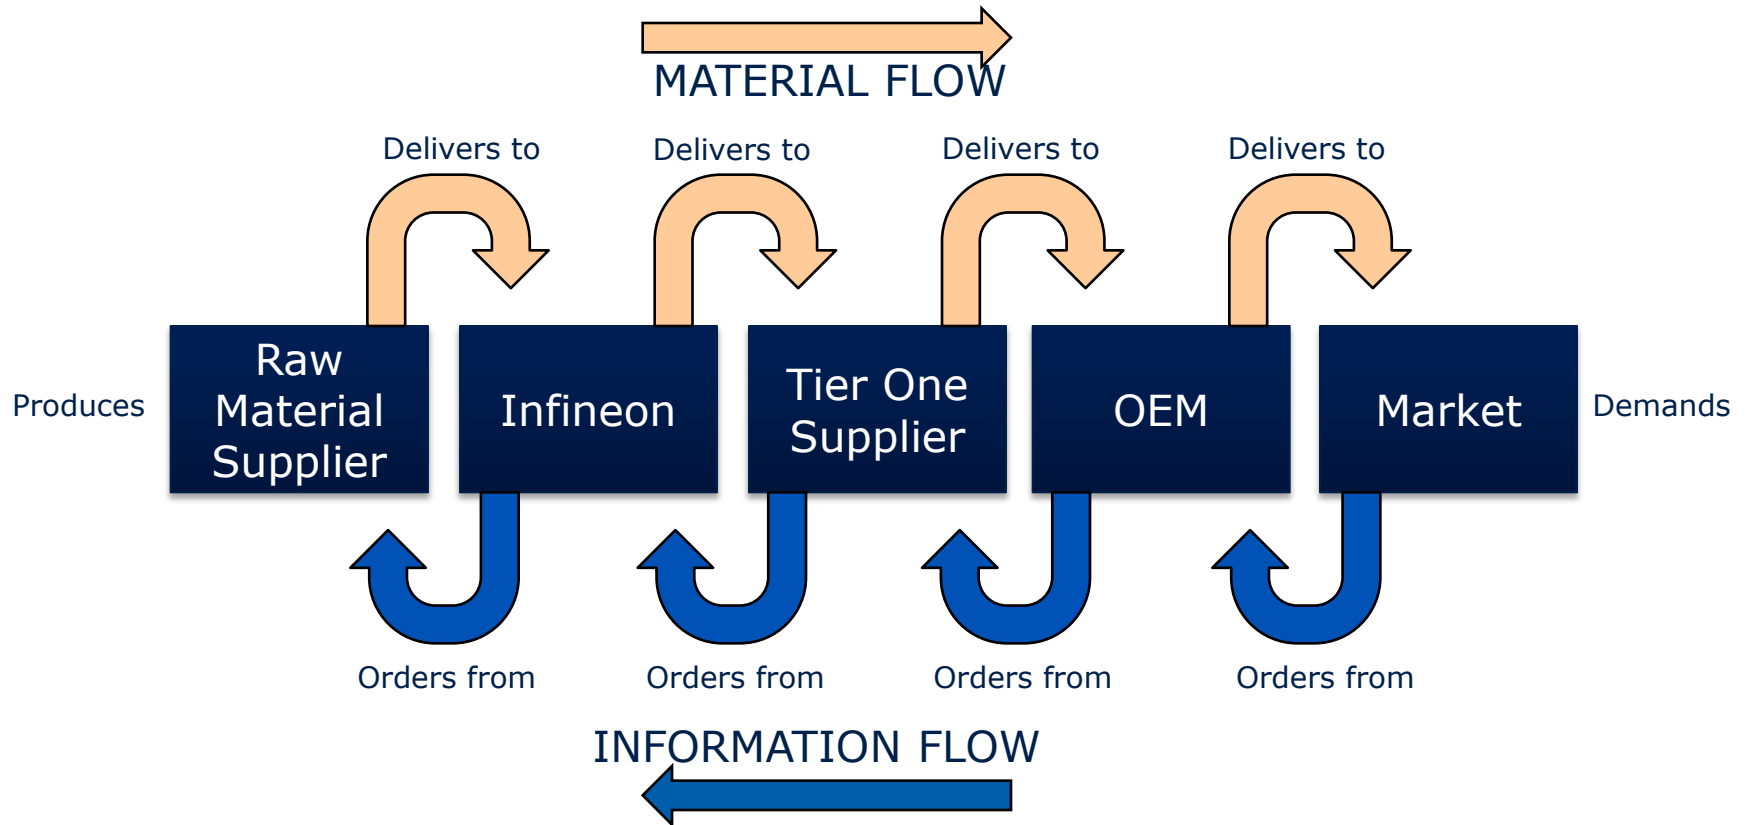 MATERIAL FLOW
Delivers to
Delivers to
Delivers to
Delivers to
Produces
Raw
Material
Supplier
Infineon
Tier One
Supplier
OEM
Market
Demands
Orders from
Orders from
Orders from
Orders from
INFORMATION FLOW